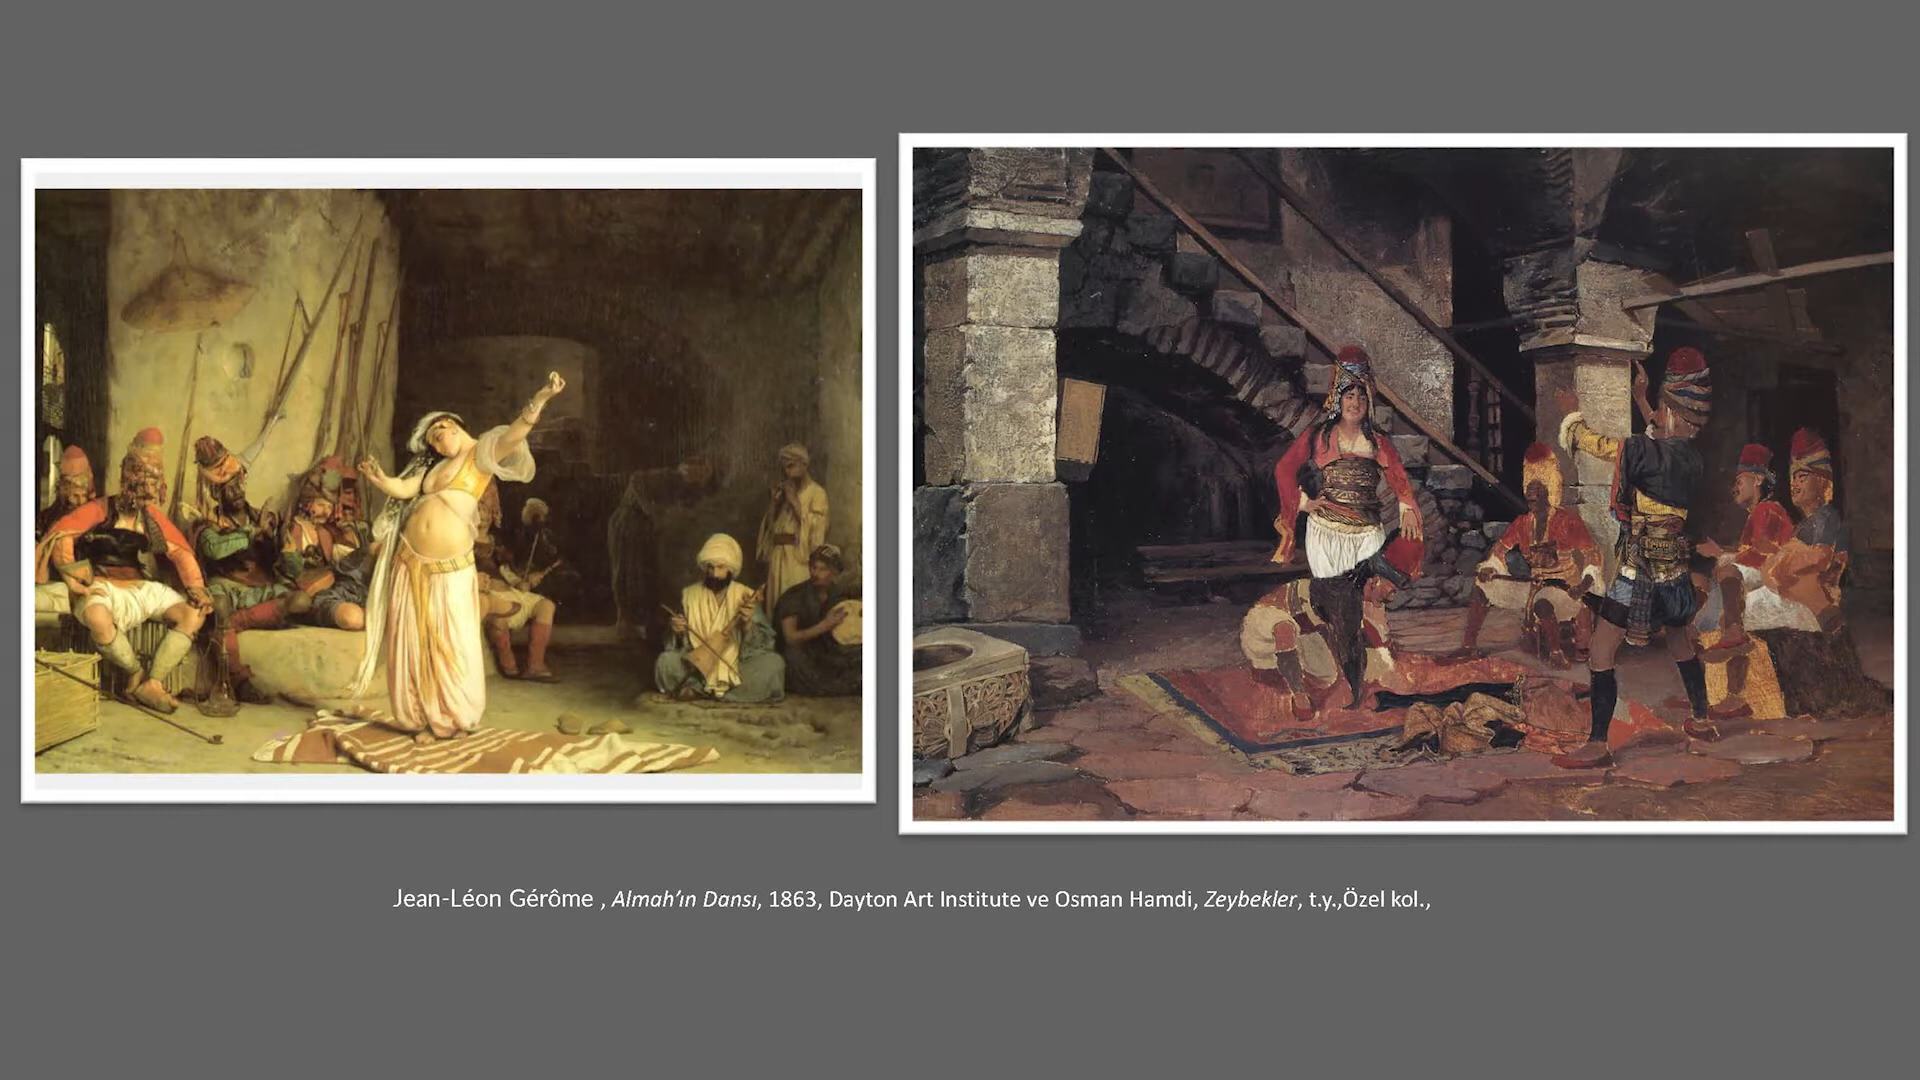 Jean-Léon Gérôme , Almah’ın Dansı, 1863, Dayton Art Institute ve Osman Hamdi, Zeybekler, t.y.,Özel kol.,